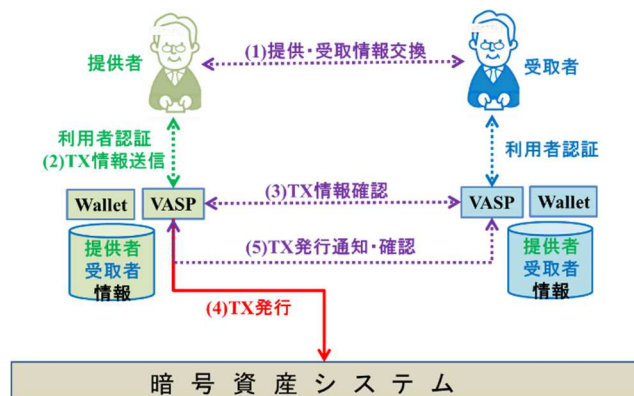 (1)提供・受取情報交換
提供者
受取者
利用者認証
(2)TX情報送信
利用者認証
Wallet
VASP
(3)TX情報確認
VASP
Wallet
提供者
受取者
情報
(5)TX発行通知・確認
提供者
受取者
情報
(4)TX発行
暗号資産システム